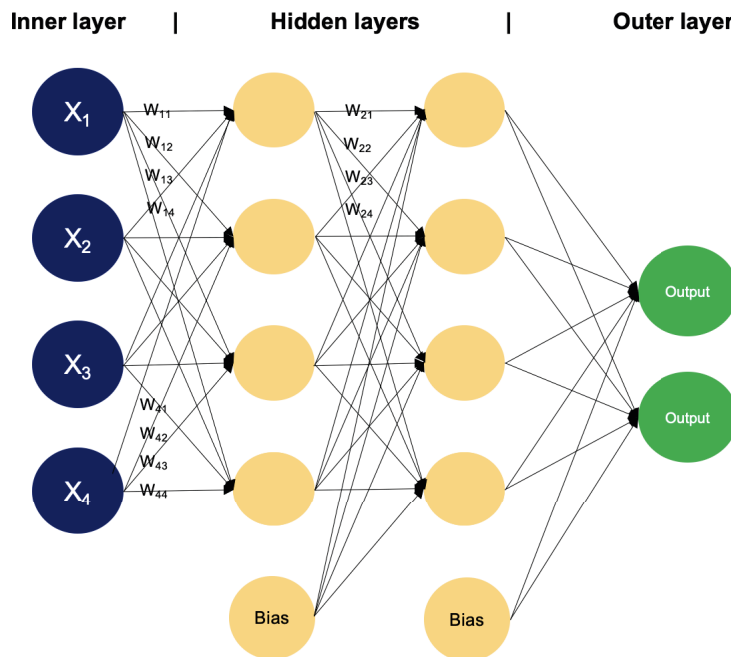 Inner layer | Hidden layers | Outer layer
X1
X2
X3
X4
W11
W12
W13
W14
W41
W42
W43
W44
W21
W22
W23
W24
Bias
Bias
Output
Output